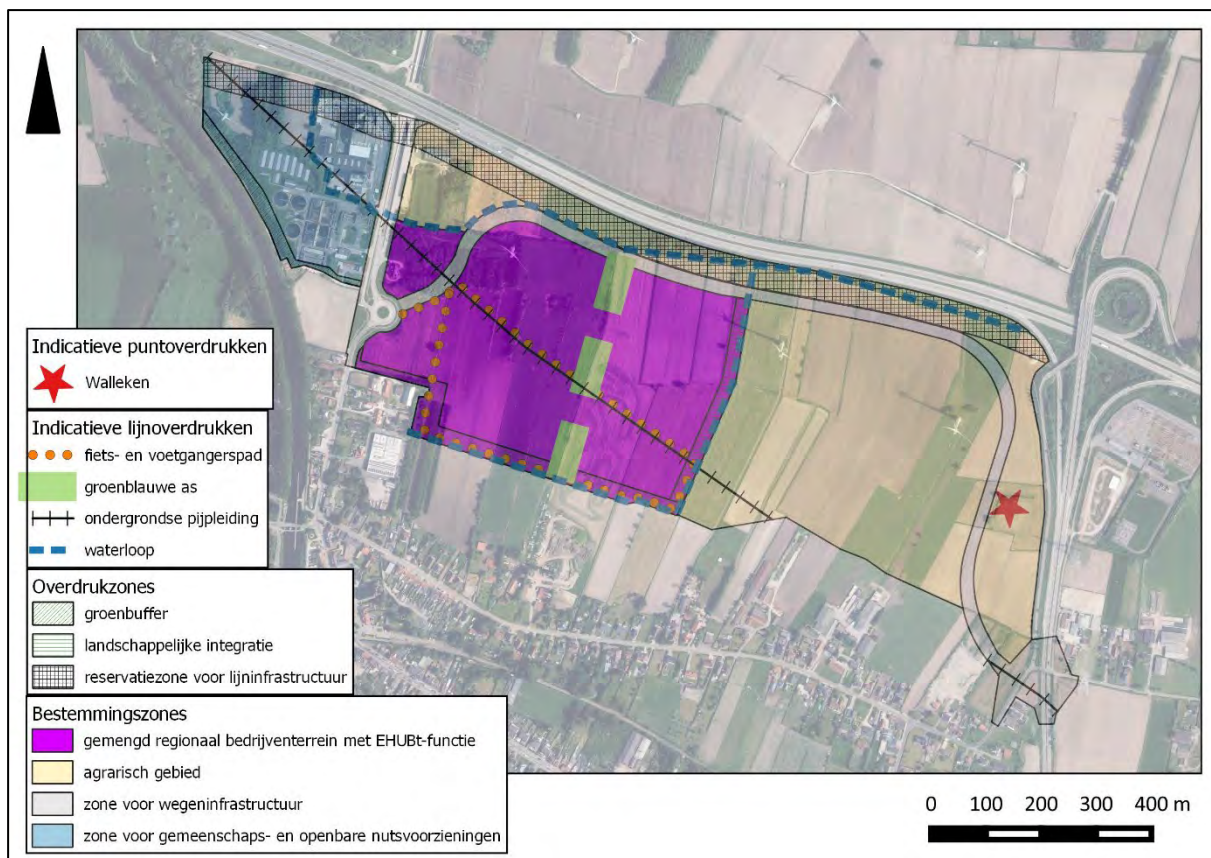 Indicatieve puntoverdrukken
Walleken
Indicatieve lijnoverdrukken
fiets- en voetgangerspad
groenblauwe as
ondergrondse pijpleiding
waterloop
Overdrukzones
groenbuffer
landschappelijke integratie
reservatiezone voor lijninfrastructuur
Bestemmingszones
gemengd regionaal bedrijventerrein met EHUBt-functie
agrarisch gebied
zone voor wegeninfrastructuur
zone voor gemeenschaps- en openbare nutsvoorzieningen
0 100 200 300 400 m